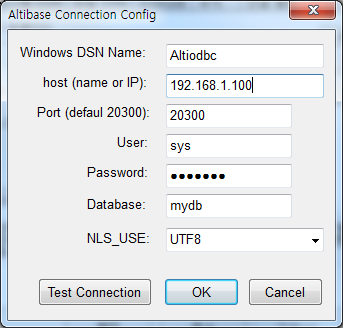 Altibase Connection Config
Windows DSN Name: Altiodbc
host (name or IP): 192.168.1.100
Port (defaul 20300): 20300
User: sys
Password: ●●●●●●●
Database: mydb
NLS_USE: UTF8
Test Connection OK Cancel